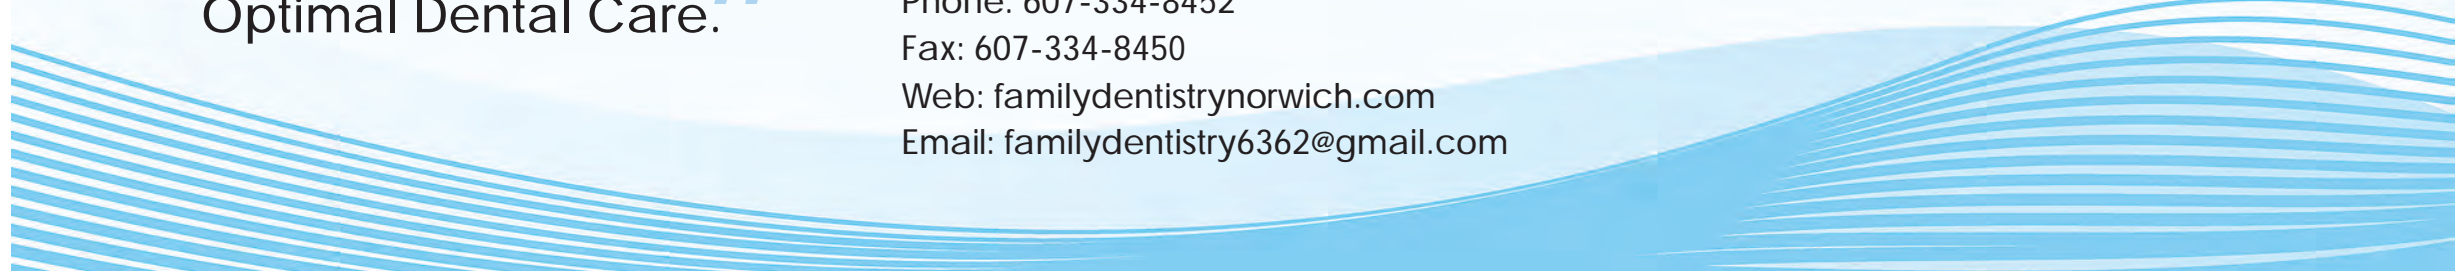 Optimal Dental Care.”
Phone: 607-334-8452
Fax: 607-334-8450
Web: familydentistrynorwich.com
Email: familydentistry6362@gmail.com